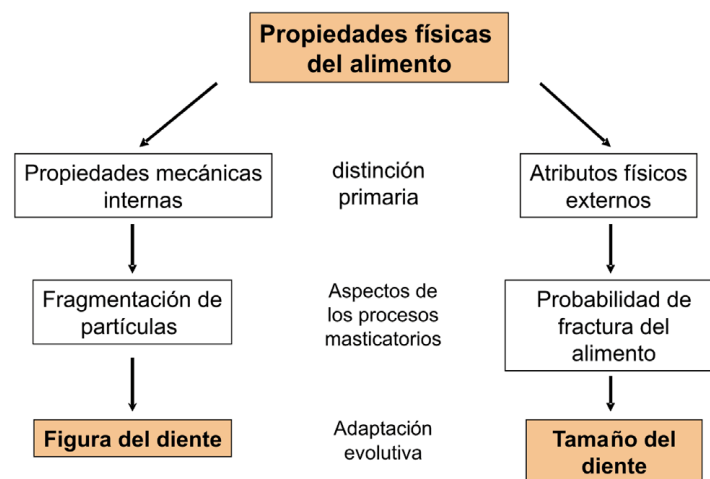 Propiedades físicas
del alimento
Propiedades mecánicas
internas
distinción
primaria
Atributos físicos
externos
Fragmentación de
partículas
Aspectos de
los procesos
masticatorios
Probabilidad de
fractura del
alimento
Figura del diente
Adaptación
evolutiva
Tamaño del
diente